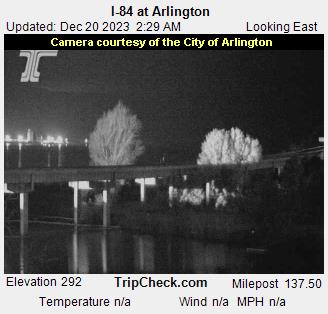 I-84 at Arlington
Updated: Dec 20 2023 2:29 AM Looking East
Camera courtesy of the City of Arlington
Elevation 292 TripCheck.com Milepost 137.50
Temperature n/a Wind n/a MPH n/a